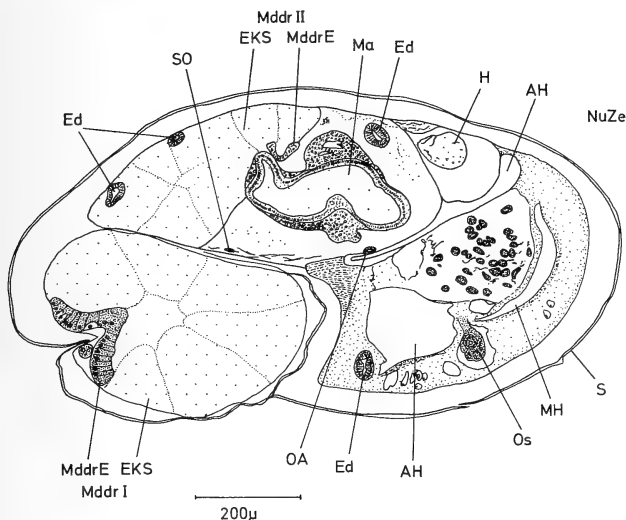 Mddr II
EKS MddrE
SO
Ma
Ed
H
AH
NuZe
Ed
S
MH
Os
AH
Ed
OA
MddrE EKS
Mddr I
200µ